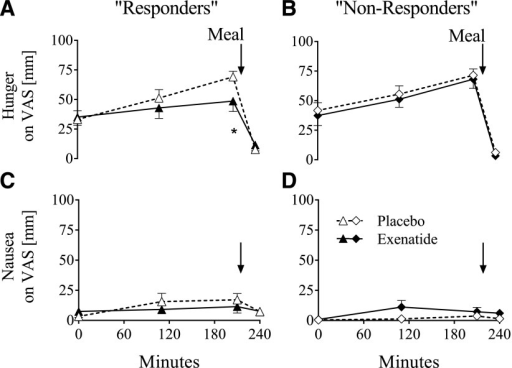 "Responders"
"Non-Responders"
A
B
Meal
Meal
Hunger
on VAS [mm]
100
75
50
25
0
*
100
75
50
25
0
C
D
Nausea
on VAS [mm]
100
75
50
25
0
100
75
50
25
0
Placebo
Exenatide
0
60
120
180
240
0
60
120
180
240
Minutes
Minutes